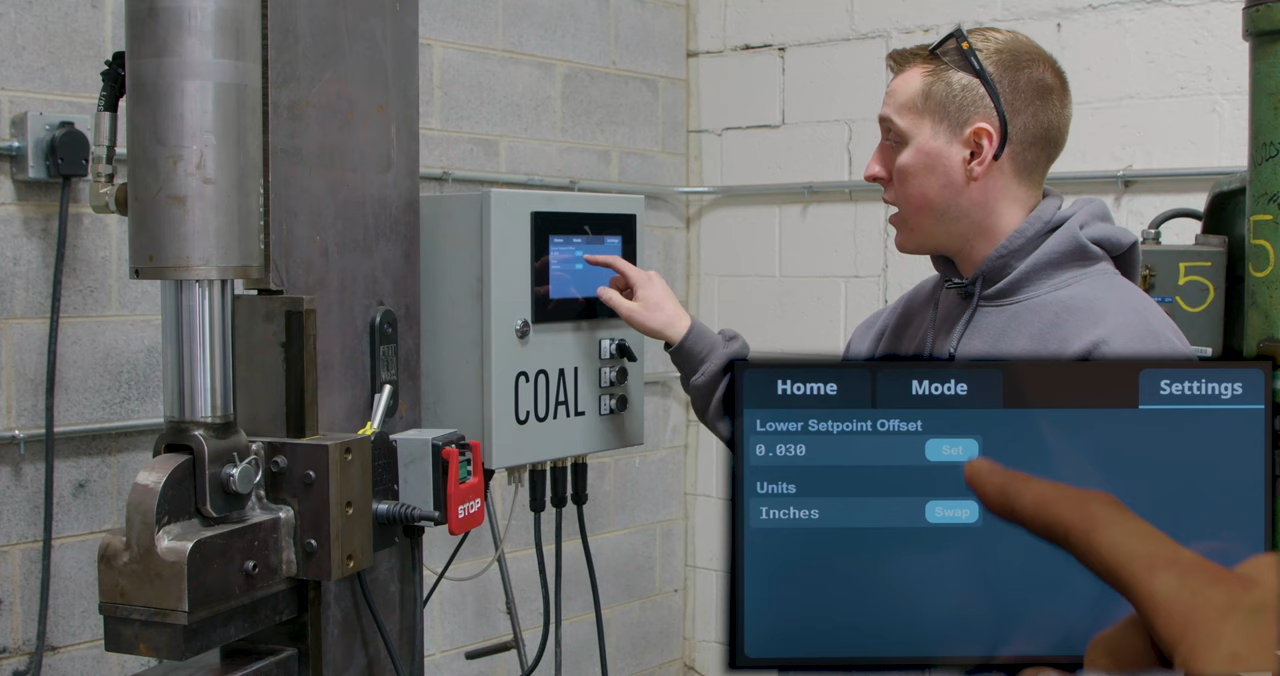 COAL
STOP
5
5
Home Mode Settings
Lower Setpoint Offset
0.030 Set
Units
Inches Swap